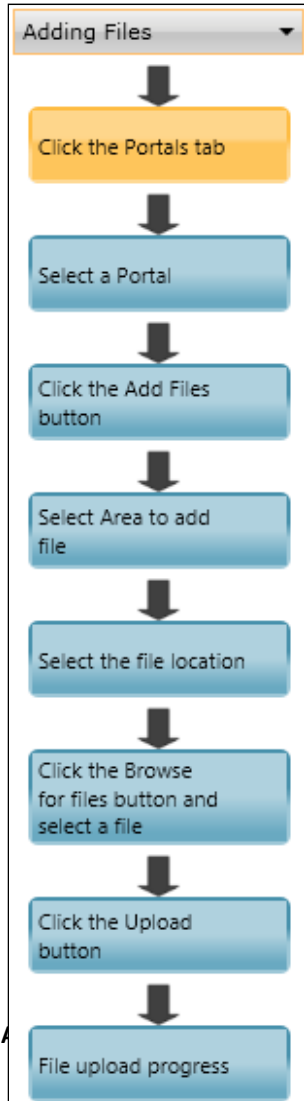 Adding Files
Click the Portals tab
Select a Portal
Click the Add Files
button
Select Area to add
file
Select the file location
Click the Browse
for files button and
select a file
Click the Upload
button
File upload progress